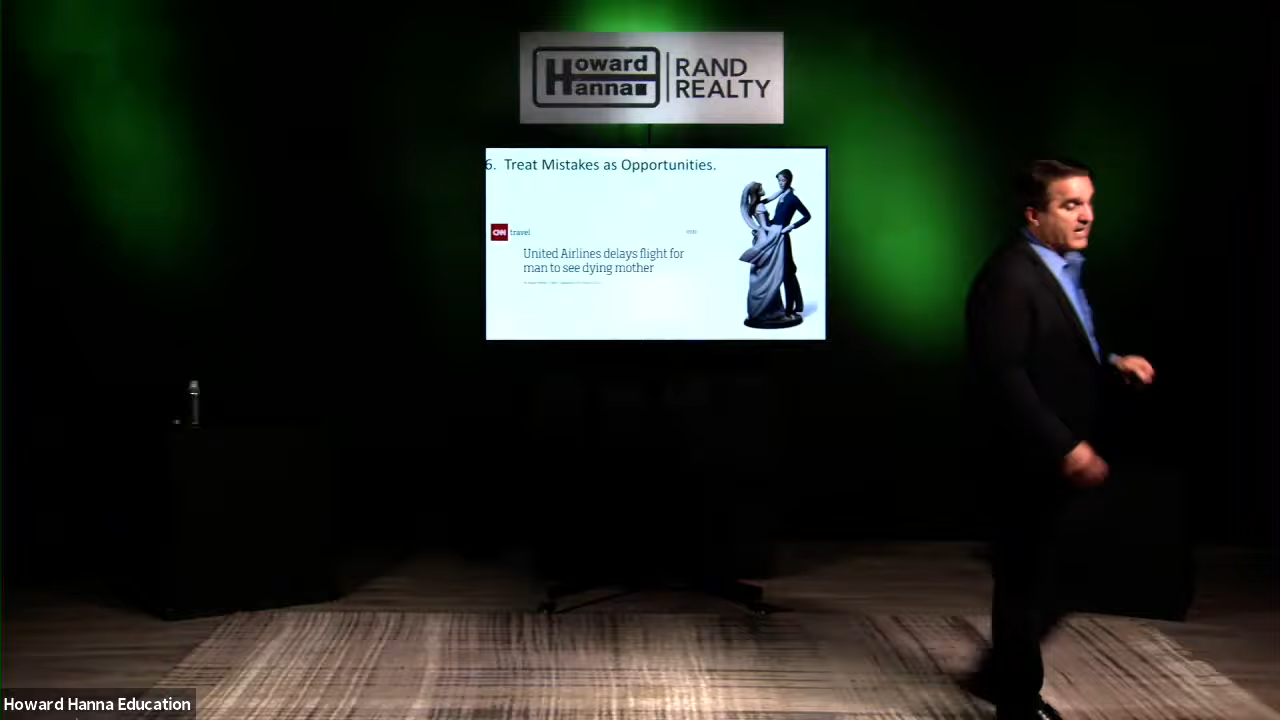 Howard
Hanna
RAND
REALTY
6. Treat Mistakes as Opportunities.
CNN travel
United Airlines delays flight for
man to see dying mother
Howard Hanna Education